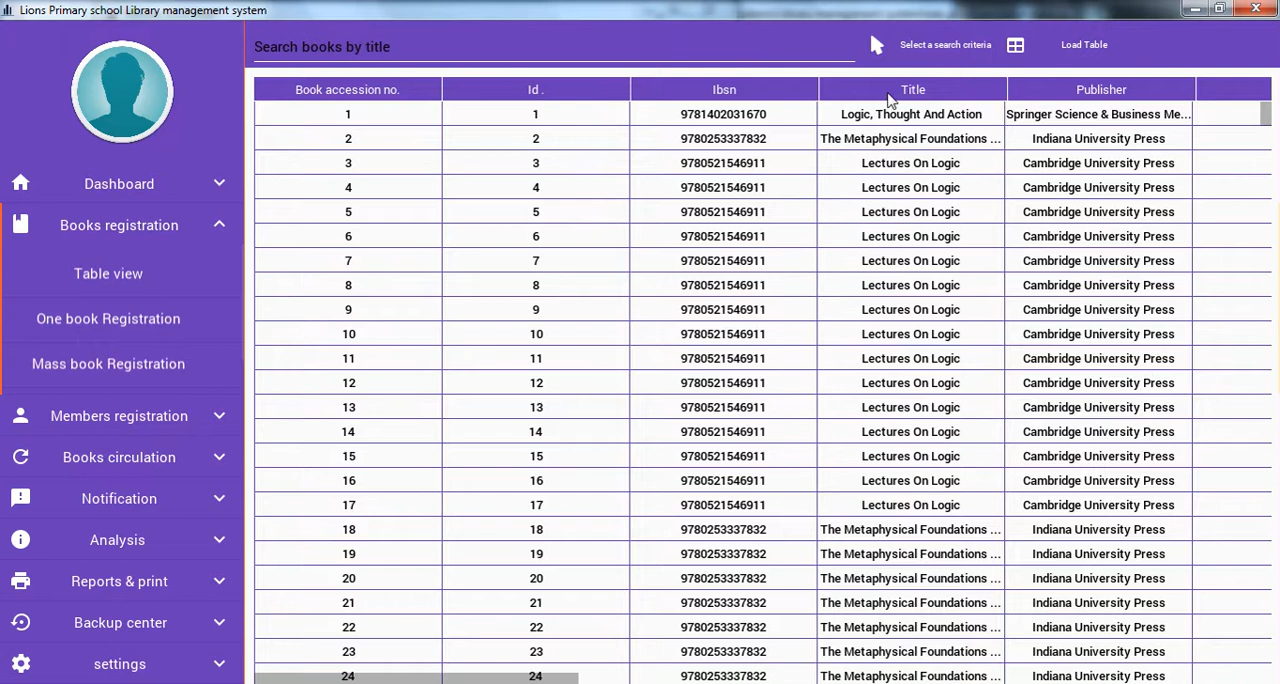 Lions Primary school Library management system
Search books by title
Select a search criteria
Load Table
Dashboard
Books registration
Table view
One book Registration
Mass book Registration
Members registration
Books circulation
Notification
Analysis
Reports & print
Backup center
settings
Book accession no. Id . Ibsn Title Publisher
1 1 9781402031670 Logic, Thought And Action Springer Science & Business Me...
2 2 9780253337832 The Metaphysical Foundations ... Indiana University Press
3 3 9780521546911 Lectures On Logic Cambridge University Press
4 4 9780521546911 Lectures On Logic Cambridge University Press
5 5 9780521546911 Lectures On Logic Cambridge University Press
6 6 9780521546911 Lectures On Logic Cambridge University Press
7 7 9780521546911 Lectures On Logic Cambridge University Press
8 8 9780521546911 Lectures On Logic Cambridge University Press
9 9 9780521546911 Lectures On Logic Cambridge University Press
10 10 9780521546911 Lectures On Logic Cambridge University Press
11 11 9780521546911 Lectures On Logic Cambridge University Press
12 12 9780521546911 Lectures On Logic Cambridge University Press
13 13 9780521546911 Lectures On Logic Cambridge University Press
14 14 9780521546911 Lectures On Logic Cambridge University Press
15 15 9780521546911 Lectures On Logic Cambridge University Press
16 16 9780521546911 Lectures On Logic Cambridge University Press
17 17 9780521546911 Lectures On Logic Cambridge University Press
18 18 9780253337832 The Metaphysical Foundations ... Indiana University Press
19 19 9780253337832 The Metaphysical Foundations ... Indiana University Press
20 20 9780253337832 The Metaphysical Foundations ... Indiana University Press
21 21 9780253337832 The Metaphysical Foundations ... Indiana University Press
22 22 9780253337832 The Metaphysical Foundations ... Indiana University Press
23 23 9780253337832 The Metaphysical Foundations ... Indiana University Press
24 24 9780253337832 The Metaphysical Foundations ... Indiana University Press